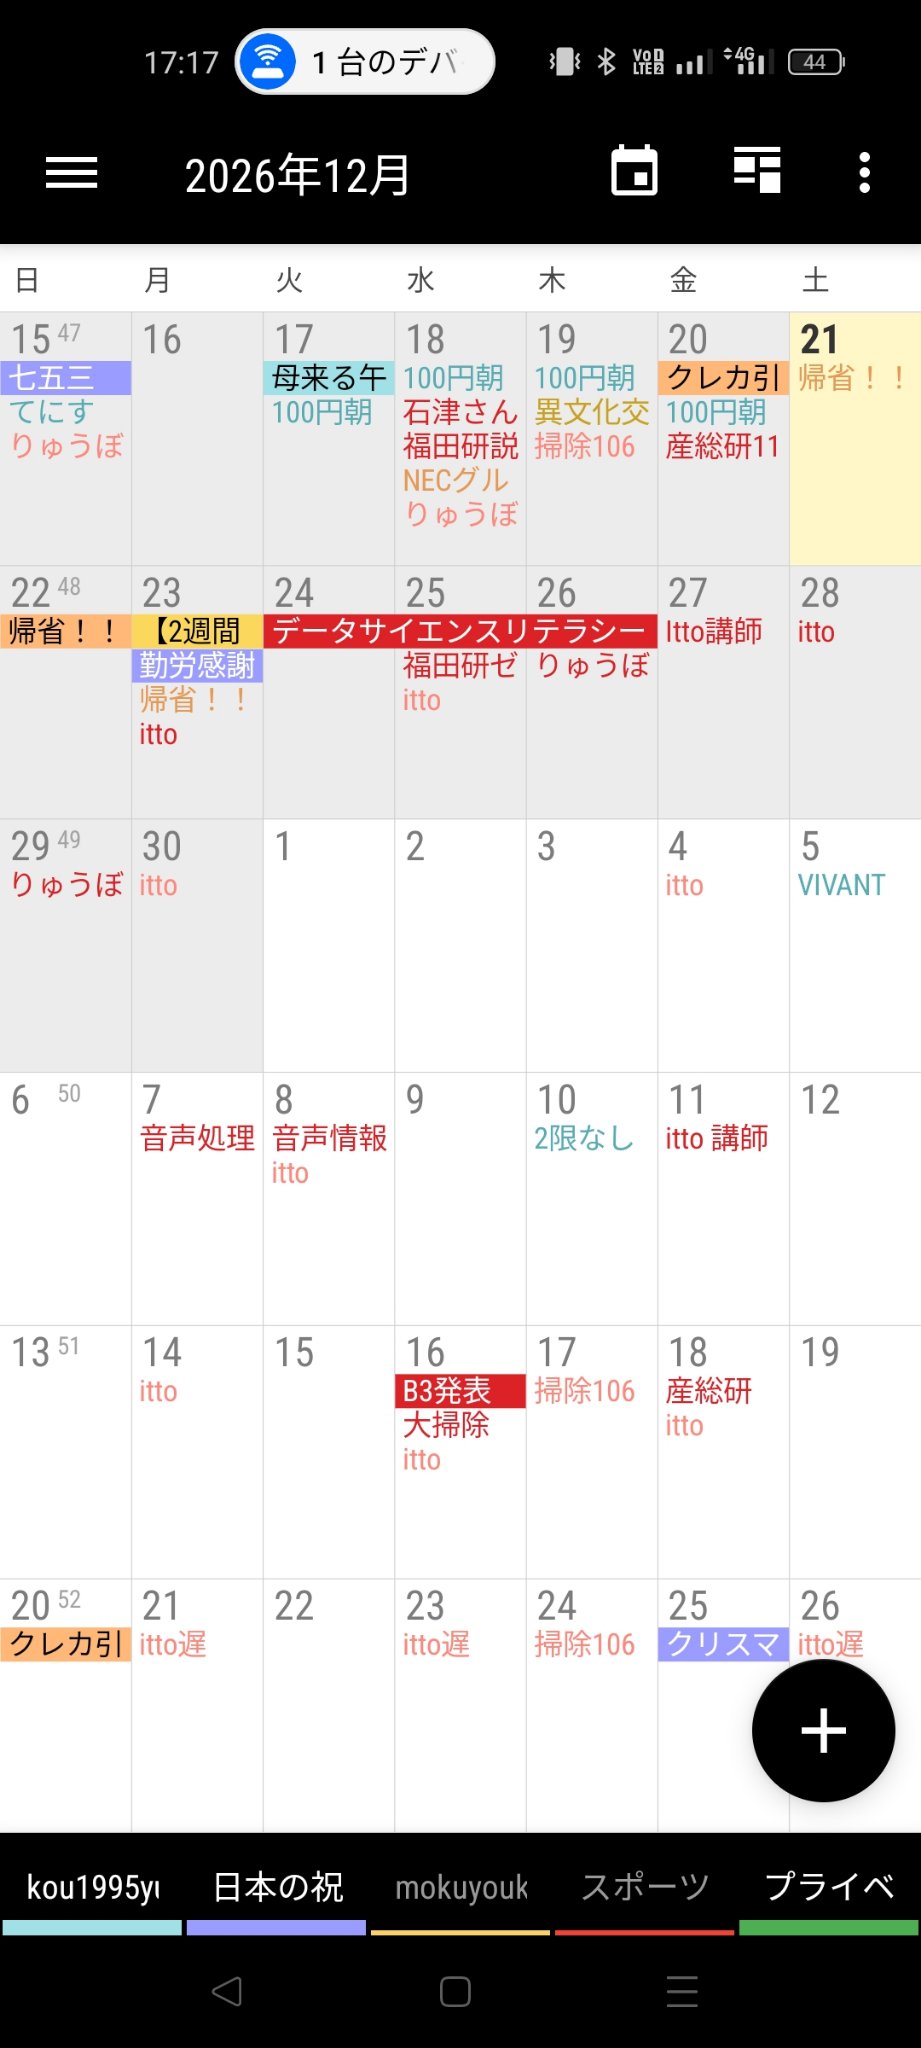 17:17
1 台のデバ
VoD
LTE2
4G
44
2026年12月
日 月 火 水 木 金 土
15 47
七五三
てにす
りゅうぼ
16
17
母来る午
100円朝
18
100円朝
石津さん
福田研説
NECグル
りゅうぼ
19
100円朝
異文化交
掃除106
20
クレカ引
100円朝
産総研11
21
帰省！！
22 48
帰省！！
23
【2週間
勤労感謝
帰省！！
itto
24 25 26
データサイエンスリテラシー
福田研ゼ
itto
りゅうぼ
27
Itto講師
28
itto
29 49
りゅうぼ
30
itto
1
2
3
4
itto
5
VIVANT
6 50
7
音声処理
8
音声情報
itto
9
10
2限なし
11
itto 講師
12
13 51
14
itto
15
16
B3発表
大掃除
itto
17
掃除106
18
産総研
itto
19
20 52
クレカ引
21
itto遅
22
23
itto遅
24
掃除106
25
クリスマ
26
itto遅
kou1995yu
日本の祝
mokuyouk
スポーツ
プライベ